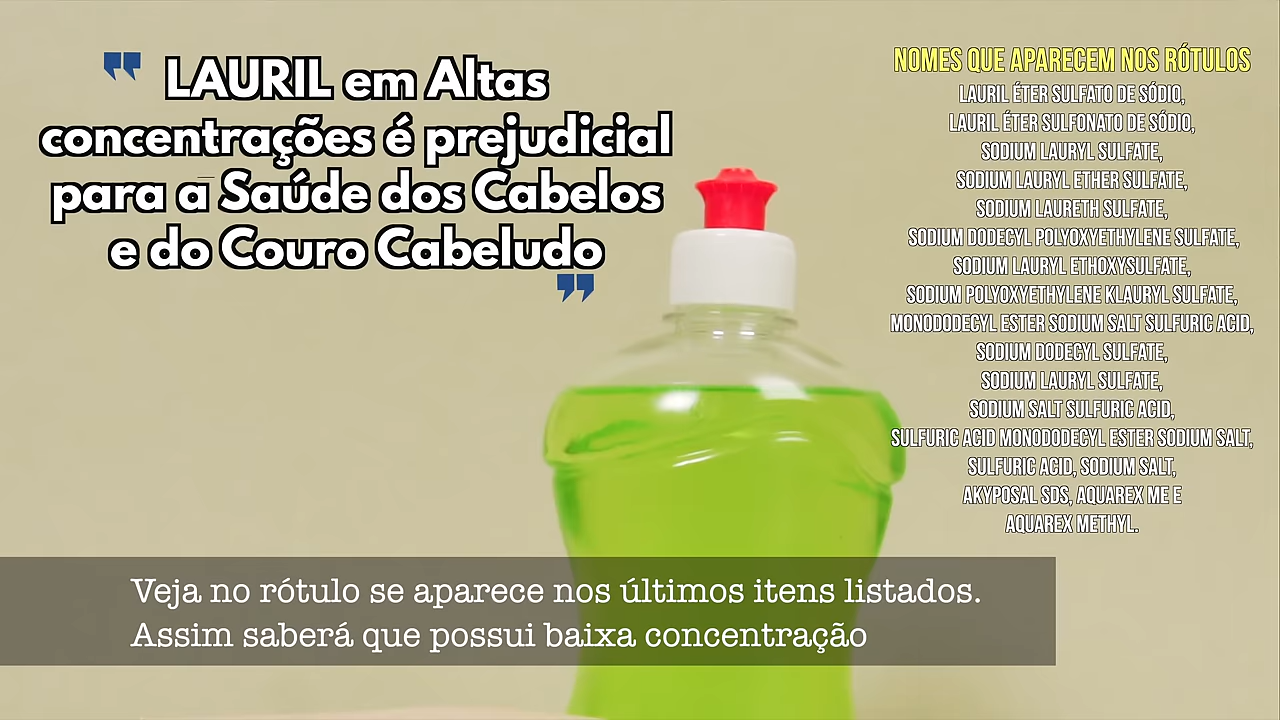 " LAURIL em Altas
concentrações é prejudicial
para a Saúde dos Cabelos
e do Couro Cabeludo
"
NOMES QUE APARECEM NOS RÓTULOS
LAURIL ÉTER SULFATO DE SÓDIO,
LAURIL ÉTER SULFONATO DE SÓDIO,
SODIUM LAURYL SULFATE,
SODIUM LAURYL ETHER SULFATE,
SODIUM LAURETH SULFATE,
SODIUM DODECYL POLYOXYETHYLENE SULFATE,
SODIUM LAURYL ETHOXYSULFATE,
SODIUM POLYOXYETHYLENE KLAURYL SULFATE,
MONODODECYL ESTER SODIUM SALT SULFURIC ACID,
SODIUM DODECYL SULFATE,
SODIUM LAURYL SULFATE,
SODIUM SALT SULFURIC ACID,
SULFURIC ACID MONODODECYL ESTER SODIUM SALT,
SULFURIC ACID, SODIUM SALT,
AKYPOSAL SDS, AQUAREX ME E
AQUAREX METHYL.
Veja no rótulo se aparece nos últimos itens listados.
Assim saberá que possui baixa concentração